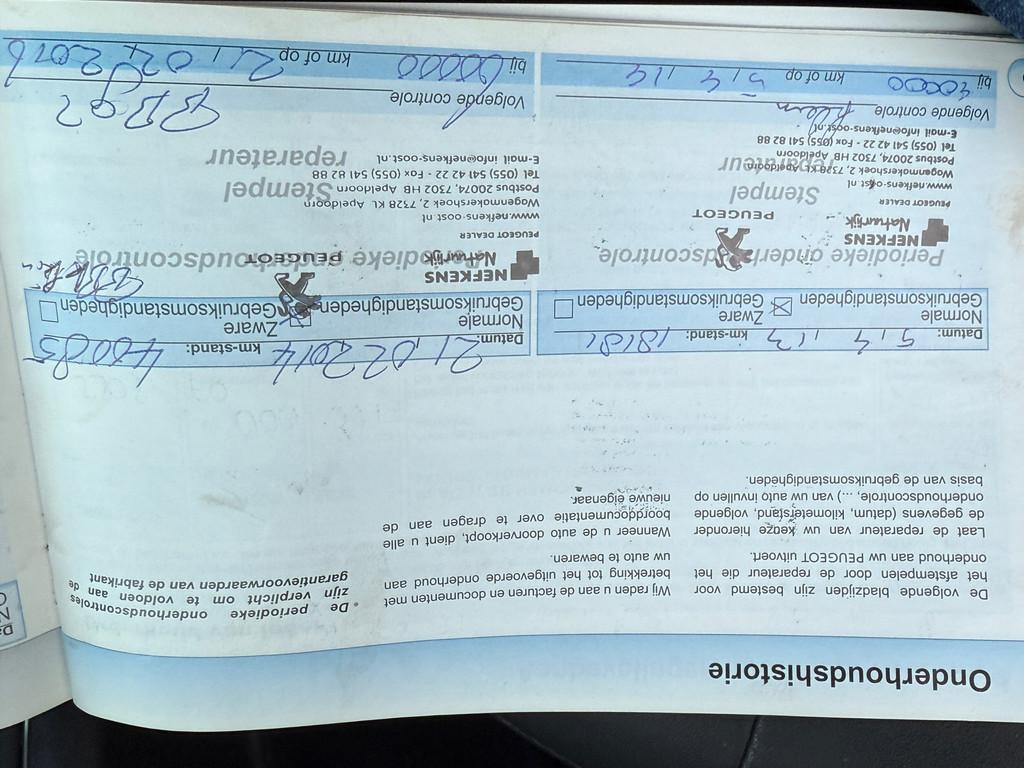 Onderhoudshistorie
De volgende bladzijden zijn bestemd voor
het afstempelen door de reparateur die het
onderhoud aan uw PEUGEOT uitvoert.
Laat de reparateur van uw keuze hieronder
de gegevens (datum, kilometerstand, volgende
onderhoudscontrole, ...) van uw auto invullen op
basis van de gebruiksomstandigheden.
Wij raden u aan de facturen en documenten met
betrekking tot het uitgevoerde onderhoud aan
uw auto te bewaren.
Wanneer u de auto doorverkoopt, dient u alle
boorddocumentatie over te dragen aan de
nieuwe eigenaar.
• De periodieke onderhoudscontroles
zijn verplicht om te voldoen aan de
garantievoorwaarden van de fabrikant
Datum: 5, 4, 13 km-stand: 18181
Normale Gebruiksomstandigheden
Zware Gebruiksomstandigheden
Periodieke onderhoudscontrole
NEFKENS
Natuurlijk
PEUGEOT
PEUGEOT DEALER
Stempel
reparateur
www.nefkens-oost.nl
Wagenmakershoek 2, 7328 KL Apeldoorn
Postbus 20074, 7302 HB Apeldoorn
Tel (055) 541 42 22 - Fax (055) 541 82 88
E-mail info@nefkens-oost.nl
Volgende controle
bij 40000 km of op 5, 4, 14
Datum: 21, 02 2014 km-stand: 40085
Normale Gebruiksomstandigheden
Zware Gebruiksomstandigheden
Periodieke onderhoudscontrole
NEFKENS
Natuurlijk
PEUGEOT
PEUGEOT DEALER
Stempel
reparateur
www.nefkens-oost.nl
Wagenmakershoek 2, 7328 KL Apeldoorn
Postbus 20074, 7302 HB Apeldoorn
Tel (055) 541 42 22 - Fax (055) 541 82 88
E-mail info@nefkens-oost.nl
Volgende controle
bij 60000 km of op 21, 02, 2016